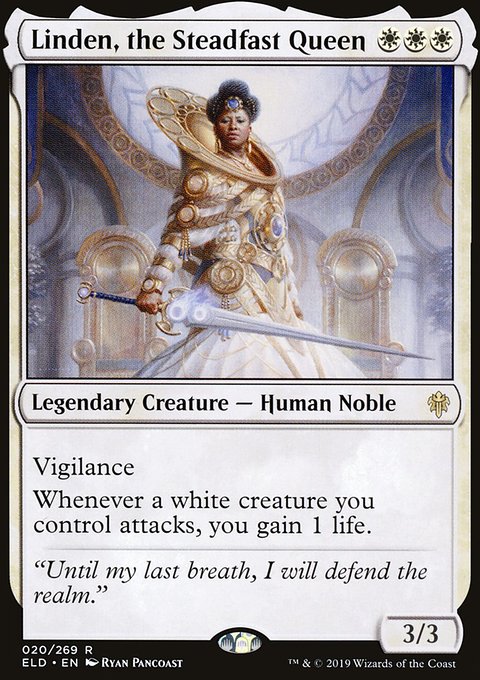 Linden, the Steadfast Queen
Legendary Creature — Human Noble
Vigilance
Whenever a white creature you
control attacks, you gain 1 life.
“Until my last breath, I will defend the
realm.”
3/3
020/269 R
ELD • EN Ryan Pancoast
™ & © 2019 Wizards of the Coast